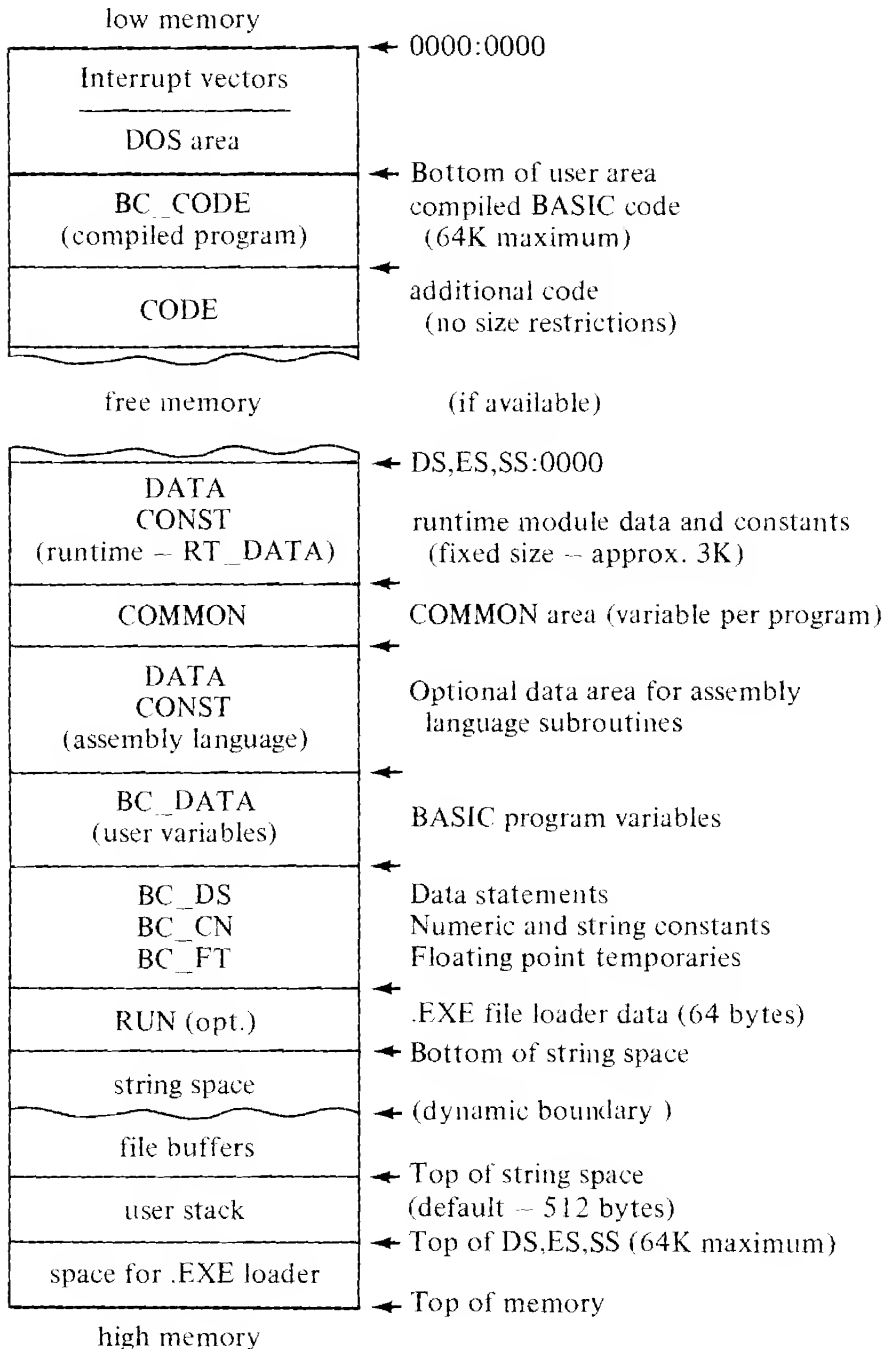 low memory
0000:0000
Interrupt vectors
DOS area
Bottom of user area
BC_CODE
compiled BASIC code
(compiled program)
(64K maximum)
CODE
additional code
(no size restrictions)
free memory
(if available)
DS,ES,SS:0000
DATA
CONST
(runtime – RT_DATA)
runtime module data and constants
(fixed size – approx. 3K)
COMMON
COMMON area (variable per program)
DATA
CONST
(assembly language)
Optional data area for assembly
language subroutines
BC_DATA
(user variables)
BASIC program variables
BC_DS
Data statements
BC_CN
Numeric and string constants
BC_FT
Floating point temporaries
RUN (opt.)
.EXE file loader data (64 bytes)
Bottom of string space
string space
(dynamic boundary )
file buffers
Top of string space
user stack
(default – 512 bytes)
Top of DS,ES,SS (64K maximum)
space for .EXE loader
Top of memory
high memory